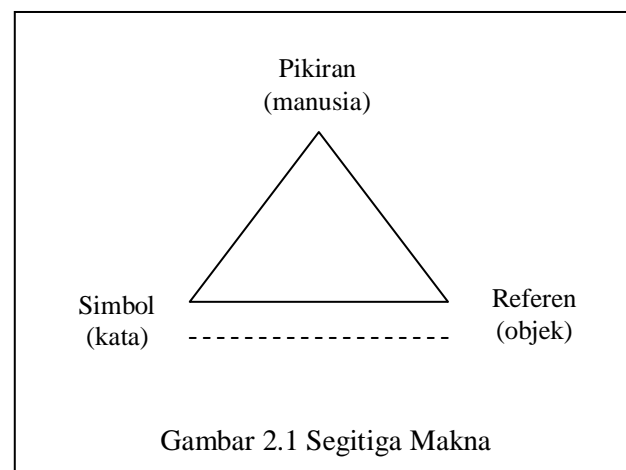 Pikiran
(manusia)
Simbol
(kata)
Referen
(objek)
Gambar 2.1 Segitiga Makna